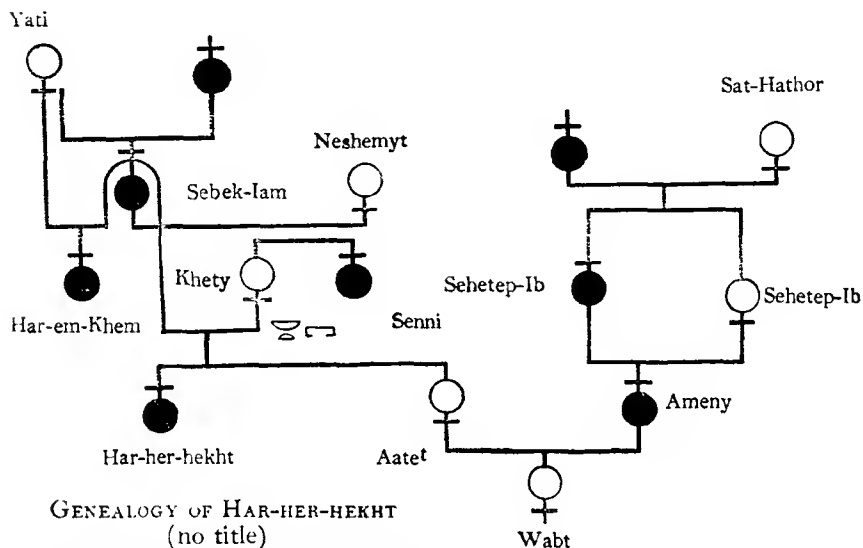 Yati
Sat-Hathor
Neshemyt
Sebek-Iam
Khety
Sehetep-Ib
Sehetep-Ib
Har-em-Khem
Senni
Ameny
Har-her-hekht
Aatet
GENEALOGY OF HAR-HER-HEKHT
(no title)
Wabt